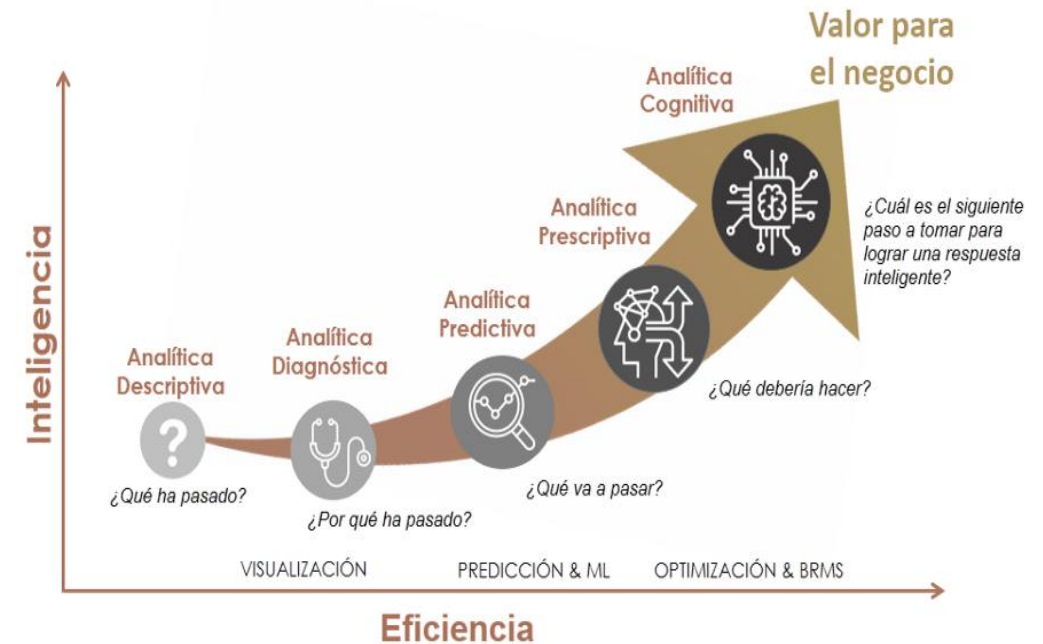 Valor para
el negocio
Analítica
Cognitiva
¿Cuál es el siguiente
paso a tomar para
lograr una respuesta
inteligente?
Analítica
Prescriptiva
¿Qué debería hacer?
Analítica
Predictiva
¿Qué va a pasar?
Analítica
Diagnóstica
¿Por qué ha pasado?
Analítica
Descriptiva
?
¿Qué ha pasado?
Inteligencia
VISUALIZACIÓN
PREDICCIÓN & ML
OPTIMIZACIÓN & BRMS
Eficiencia